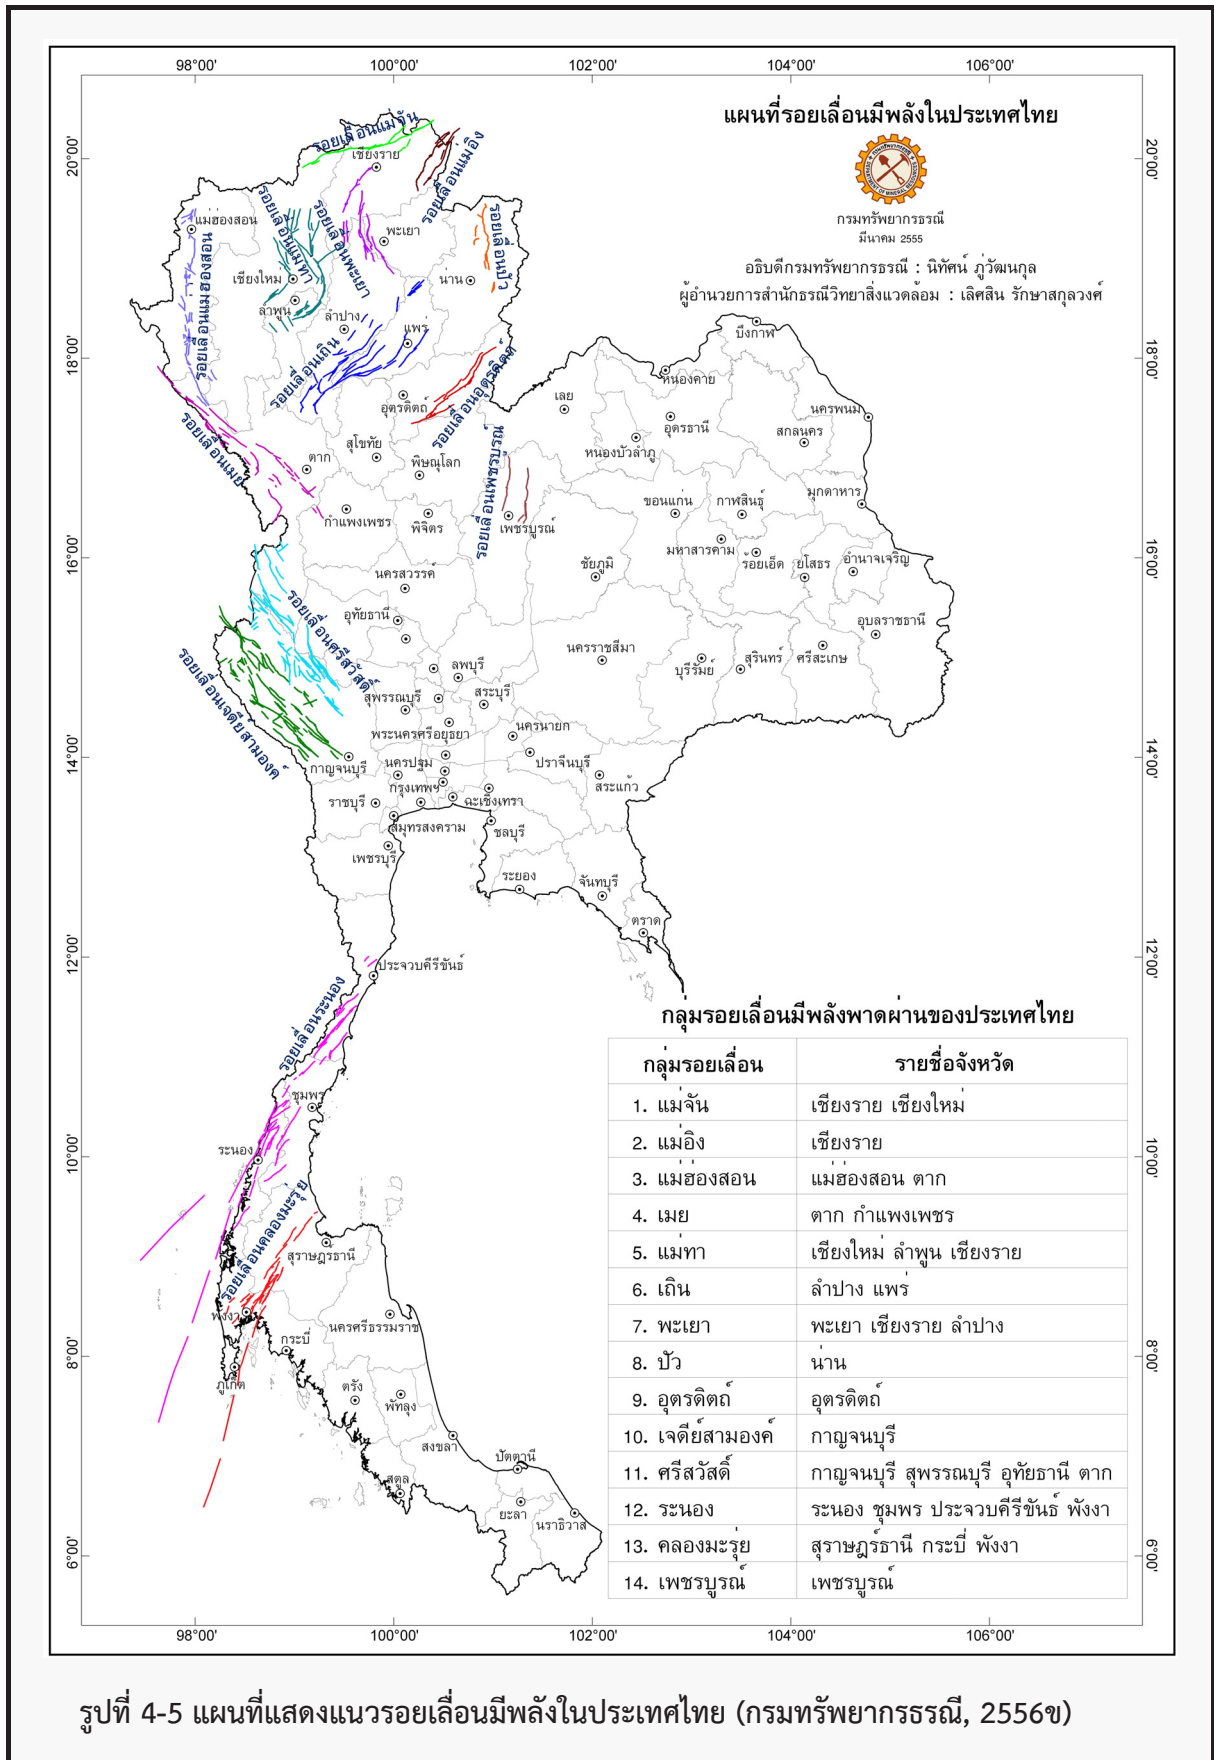 98°00' 100°00' 102°00' 104°00' 106°00'
แผนที่รอยเลื่อนมีพลังในประเทศไทย
กรมทรัพยากรธรณี
มีนาคม 2555
อธิบดีกรมทรัพยากรธรณี : นิทัศน์ ภู่วัฒนกุล
ผู้อำนวยการสำนักธรณีวิทยาสิ่งแวดล้อม : เลิศสิน รักษาสกุลวงศ์
20°00' 20°00'
18°00' 18°00'
16°00' 16°00'
14°00' 14°00'
12°00' 12°00'
10°00' 10°00'
8°00' 8°00'
6°00' 6°00'
รอยเลื่อนแม่จัน
เชียงราย
รอยเลื่อนแม่อิง
แม่ฮ่องสอน
รอยเลื่อนแม่ทา
รอยเลื่อนพะเยา
พะเยา
รอยเลื่อนปัว
รอยเลื่อนแม่ฮ่องสอน
เชียงใหม่
น่าน
ลำพูน
ลำปาง
แพร่
บึงกาฬ
รอยเลื่อนเถิน
รอยเลื่อนอุตรดิตถ์
หนองคาย
อุตรดิตถ์
เลย
นครพนม
อุดรธานี
สกลนคร
รอยเลื่อนเมย
สุโขทัย
หนองบัวลำภู
ตาก
พิษณุโลก
รอยเลื่อนเพชรบูรณ์
ขอนแก่น
กาฬสินธุ์
มุกดาหาร
กำแพงเพชร
พิจิตร
เพชรบูรณ์
มหาสารคาม
ร้อยเอ็ด
ยโสธร
อำนาจเจริญ
ชัยภูมิ
นครสวรรค์
รอยเลื่อนศรีสวัสดิ์
อุทัยธานี
อุบลราชธานี
รอยเลื่อนเจดีย์สามองค์
นครราชสีมา
ลพบุรี
บุรีรัมย์
สุรินทร์
ศรีสะเกษ
สุพรรณบุรี
สระบุรี
พระนครศรีอยุธยา
นครนายก
กาญจนบุรี
นครปฐม
ปราจีนบุรี
กรุงเทพฯ
สระแก้ว
ราชบุรี
ฉะเชิงเทรา
สมุทรสงคราม
ชลบุรี
เพชรบุรี
ระยอง
จันทบุรี
ตราด
ประจวบคีรีขันธ์
รอยเลื่อนระนอง
ชุมพร
ระนอง
รอยเลื่อนคลองมะรุ่ย
สุราษฎร์ธานี
พังงา
นครศรีธรรมราช
กระบี่
ภูเก็ต
ตรัง
พัทลุง
สงขลา
ปัตตานี
สตูล
ยะลา
นราธิวาส
กลุ่มรอยเลื่อนมีพลังพาดผ่านของประเทศไทย
กลุ่มรอยเลื่อน รายชื่อจังหวัด
1. แม่จัน เชียงราย เชียงใหม่
2. แม่อิง เชียงราย
3. แม่ฮ่องสอน แม่ฮ่องสอน ตาก
4. เมย ตาก กำแพงเพชร
5. แม่ทา เชียงใหม่ ลำพูน เชียงราย
6. เถิน ลำปาง แพร่
7. พะเยา พะเยา เชียงราย ลำปาง
8. ปัว น่าน
9. อุตรดิตถ์ อุตรดิตถ์
10. เจดีย์สามองค์ กาญจนบุรี
11. ศรีสวัสดิ์ กาญจนบุรี สุพรรณบุรี อุทัยธานี ตาก
12. ระนอง ระนอง ชุมพร ประจวบคีรีขันธ์ พังงา
13. คลองมะรุ่ย สุราษฎร์ธานี กระบี่ พังงา
14. เพชรบูรณ์ เพชรบูรณ์
98°00' 100°00' 102°00' 104°00' 106°00'
รูปที่ 4-5 แผนที่แสดงแนวรอยเลื่อนมีพลังในประเทศไทย (กรมทรัพยากรธรณี, 2556ข)